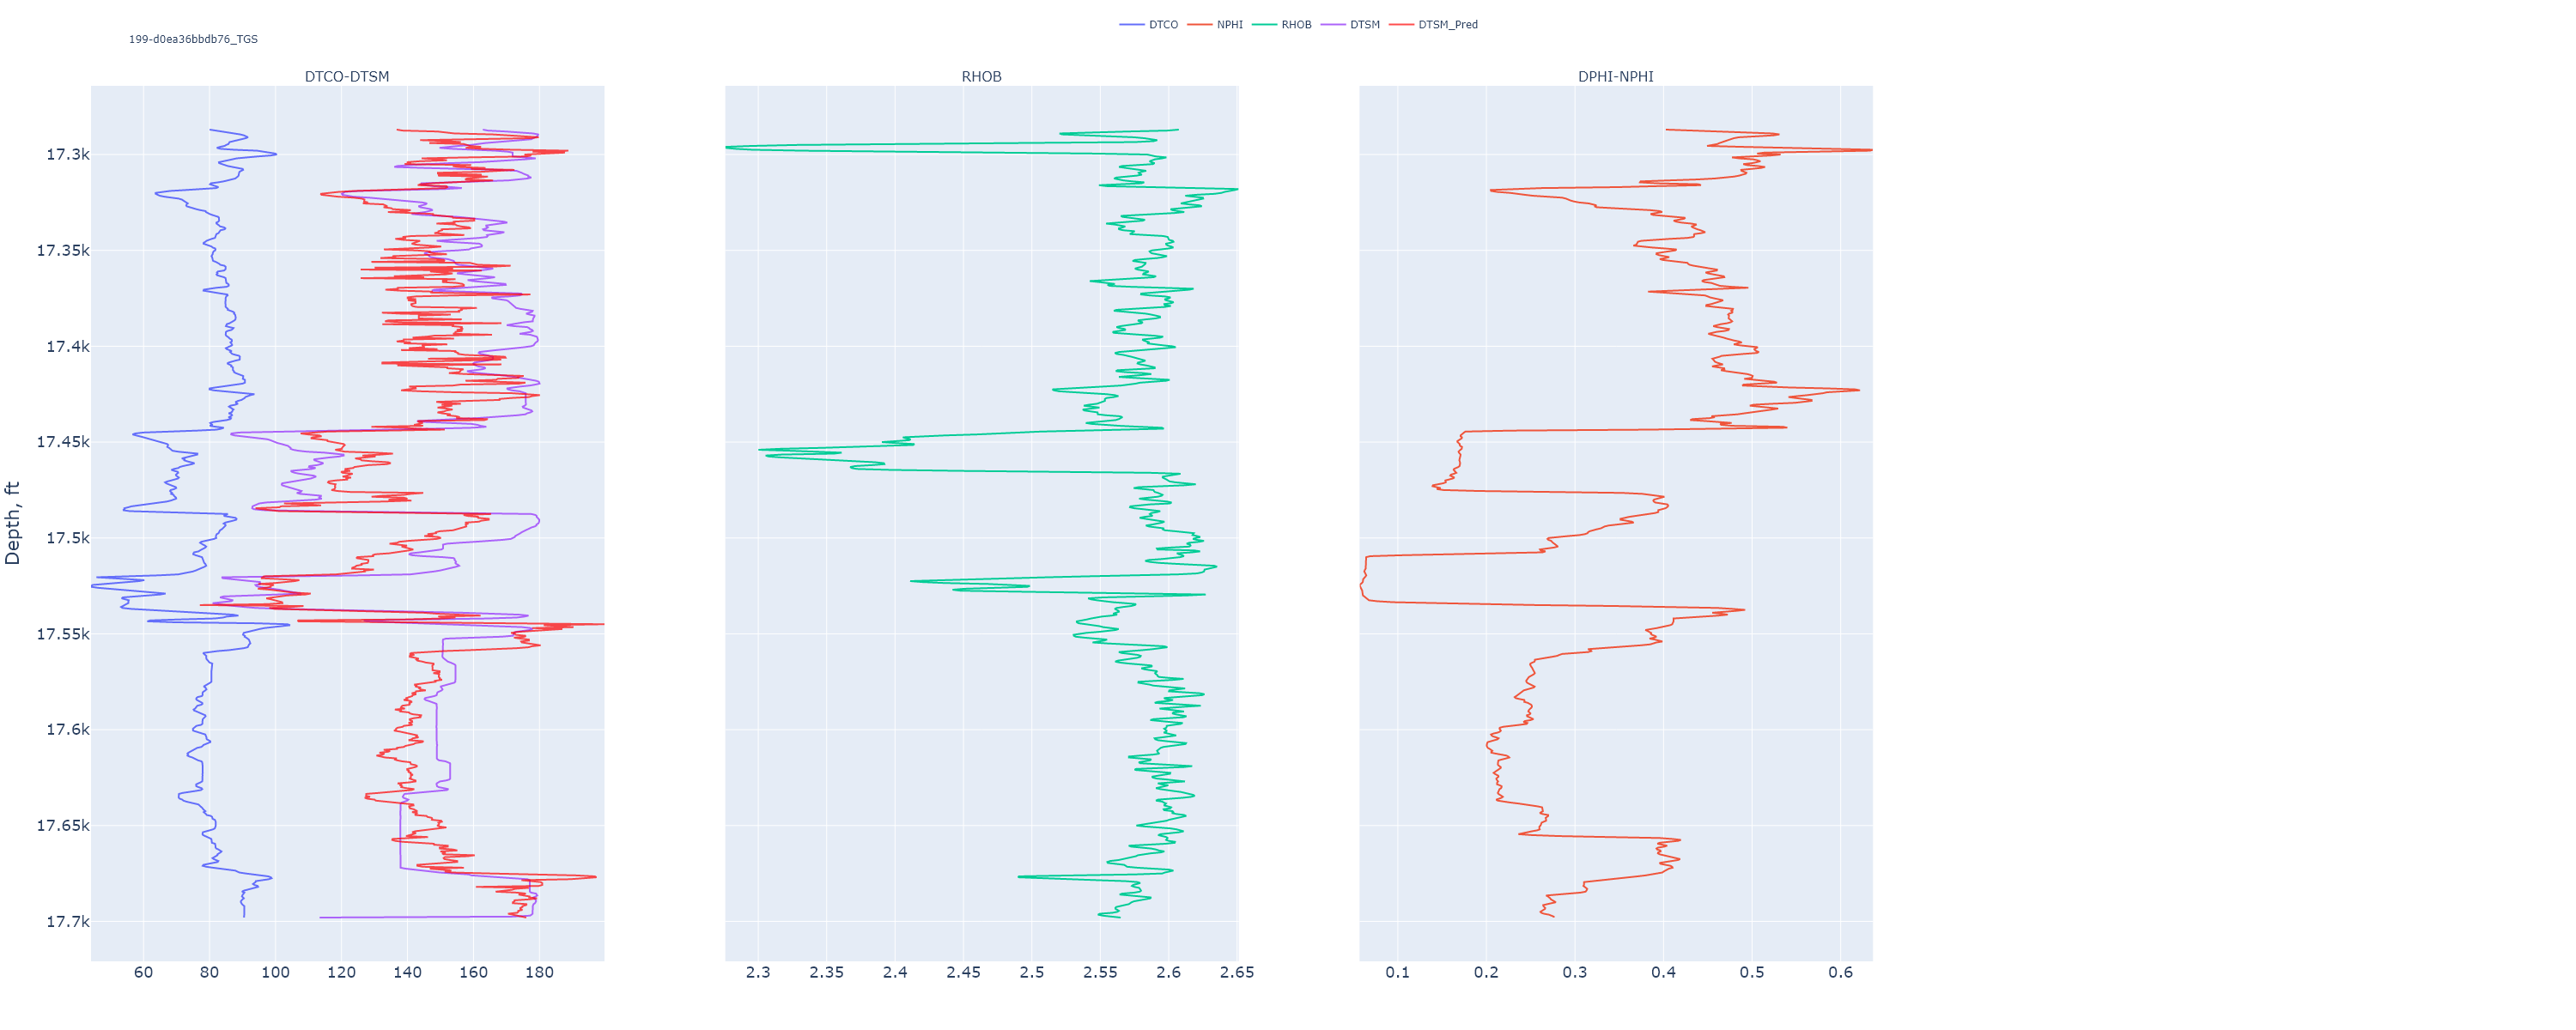 DTCO NPHI RHOB DTSM DTSM_Pred
199-d0ea36bbdb76_TGS
DTCO-DTSM RHOB DPHI-NPHI
17.3k
17.35k
17.4k
17.45k
17.5k
17.55k
17.6k
17.65k
17.7k
Depth, ft
60 80 100 120 140 160 180
2.3 2.35 2.4 2.45 2.5 2.55 2.6 2.65
0.1 0.2 0.3 0.4 0.5 0.6